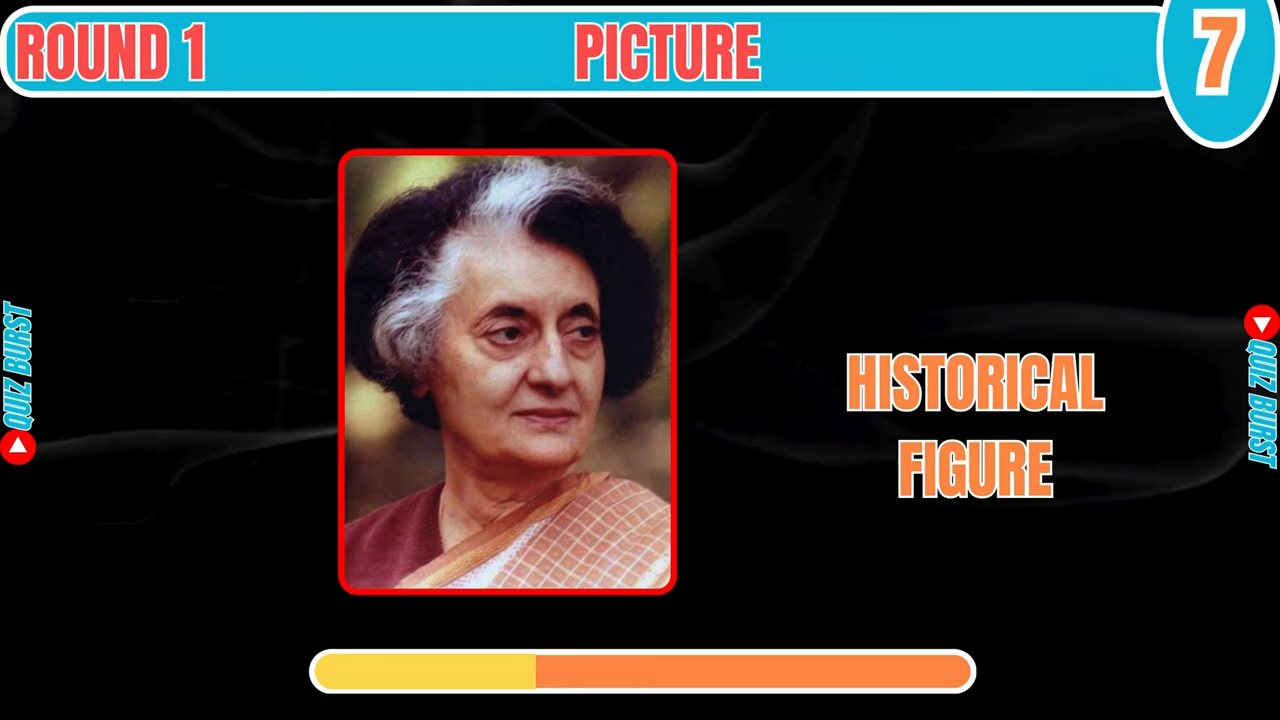 ROUND 1
PICTURE
7
QUIZ BURST
HISTORICAL
FIGURE
QUIZ BURST